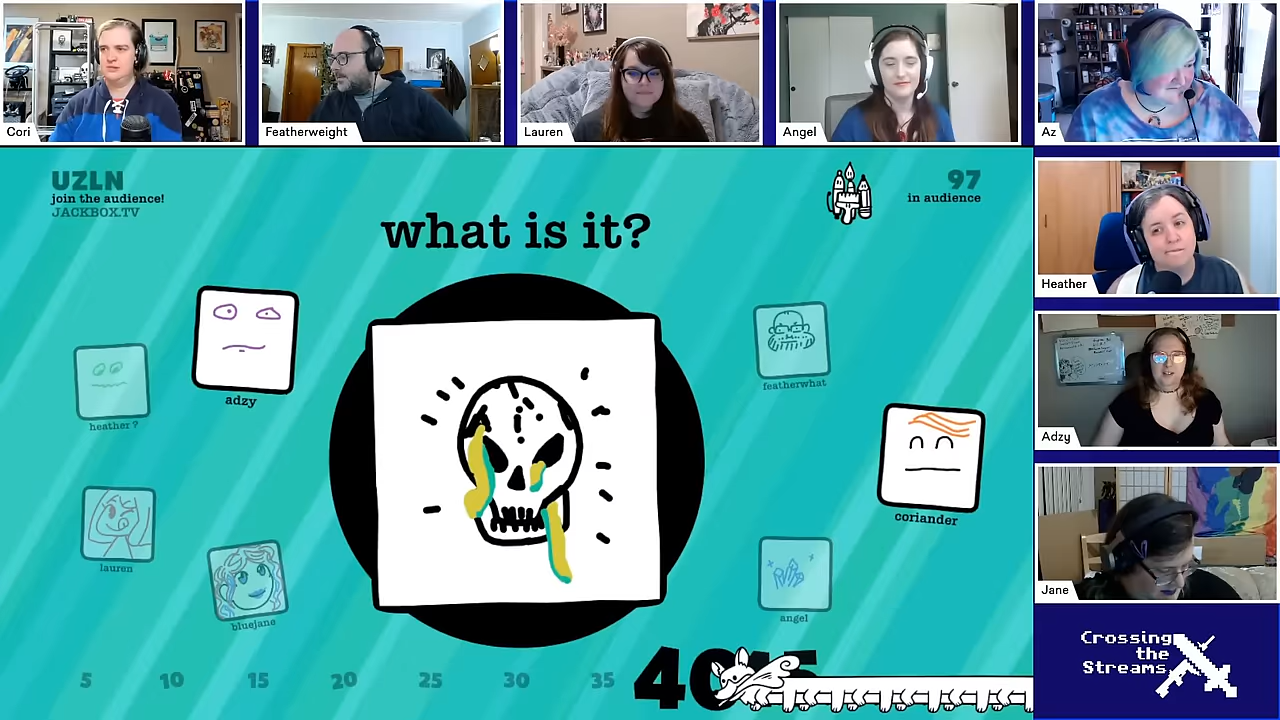 Cori
Featherweight
Lauren
Angel
Az
UZLN
join the audience!
JACKBOX.TV
97
in audience
what is it?
Heather
adzy
featherwhat
heather ?
Adzy
coriander
lauren
bluejane
angel
Jane
5 10 15 20 25 30 35 40
Crossing
the
Streams